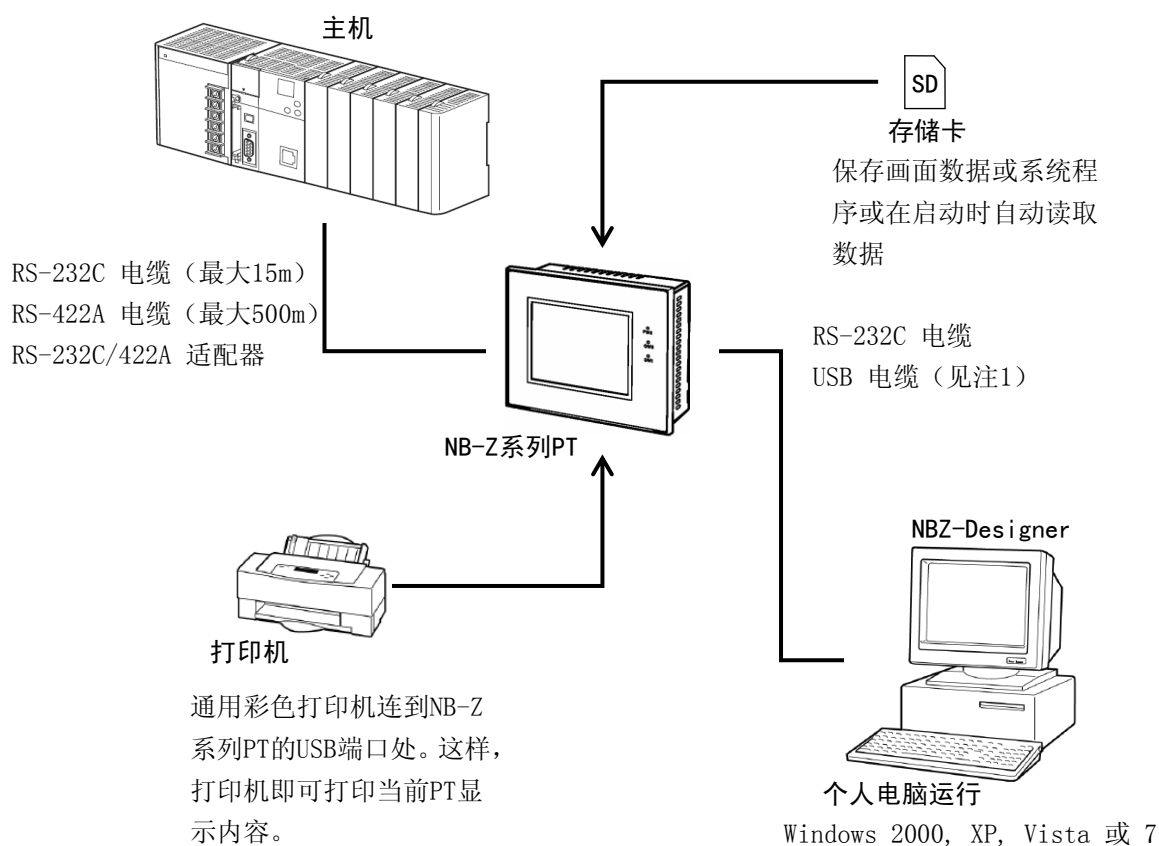 主机
SD
存储卡
保存画面数据或系统程
序或在启动时自动读取
数据
RS-232C 电缆（最大15m）
RS-422A 电缆（最大500m）
RS-232C/422A 适配器
RS-232C 电缆
USB 电缆（见注1）
NB-Z系列PT
NBZ-Designer
打印机
通用彩色打印机连到NB-Z
系列PT的USB端口处。这样，
打印机即可打印当前PT显
示内容。
个人电脑运行
Windows 2000, XP, Vista 或 7